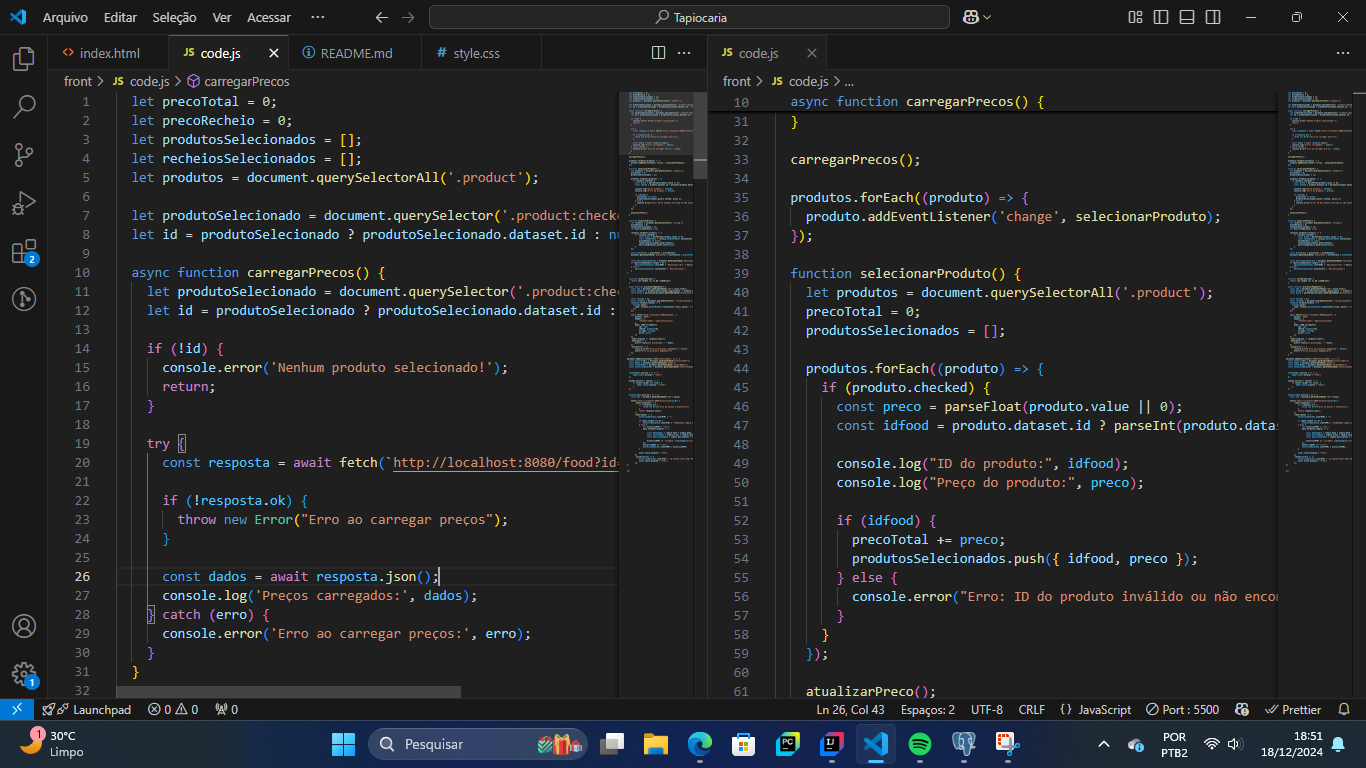 Arquivo Editar Seleção Ver Acessar ··· Tapiocaria
index.html JS code.js README.md # style.css
front > JS code.js > carregarPrecos
1 let precoTotal = 0;
2 let precoRecheio = 0;
3 let produtosSelecionados = [];
4 let recheiosSelecionados = [];
5 let produtos = document.querySelectorAll('.product');
6
7 let produtoSelecionado = document.querySelector('.product:checke
8 let id = produtoSelecionado ? produtoSelecionado.dataset.id : nu
9
10 async function carregarPrecos() {
11 let produtoSelecionado = document.querySelector('.product:che
12 let id = produtoSelecionado ? produtoSelecionado.dataset.id :
13
14 if (!id) {
15 console.error('Nenhum produto selecionado!');
16 return;
17 }
18
19 try {
20 const resposta = await fetch(`http://localhost:8080/food?id
21
22 if (!resposta.ok) {
23 throw new Error("Erro ao carregar preços");
24 }
25
26 const dados = await resposta.json();
27 console.log('Preços carregados:', dados);
28 } catch (erro) {
29 console.error('Erro ao carregar preços:', erro);
30 }
31 }
32
JS code.js
front > JS code.js > ...
10 async function carregarPrecos() {
31 }
32
33 carregarPrecos();
34
35 produtos.forEach((produto) => {
36 produto.addEventListener('change', selecionarProduto);
37 });
38
39 function selecionarProduto() {
40 let produtos = document.querySelectorAll('.product');
41 precoTotal = 0;
42 produtosSelecionados = [];
43
44 produtos.forEach((produto) => {
45 if (produto.checked) {
46 const preco = parseFloat(produto.value || 0);
47 const idfood = produto.dataset.id ? parseInt(produto.datas
48
49 console.log("ID do produto:", idfood);
50 console.log("Preço do produto:", preco);
51
52 if (idfood) {
53 precoTotal += preco;
54 produtosSelecionados.push({ idfood, preco });
55 } else {
56 console.error("Erro: ID do produto inválido ou não encon
57 }
58 }
59 });
60
61 atualizarPreco();
2
1
Launchpad 0 0 0 Ln 26, Col 43 Espaços: 2 UTF-8 CRLF {} JavaScript Port : 5500 Prettier
1 30°C
Limpo
Pesquisar
PC
IJ
POR
PTB2
18:51
18/12/2024